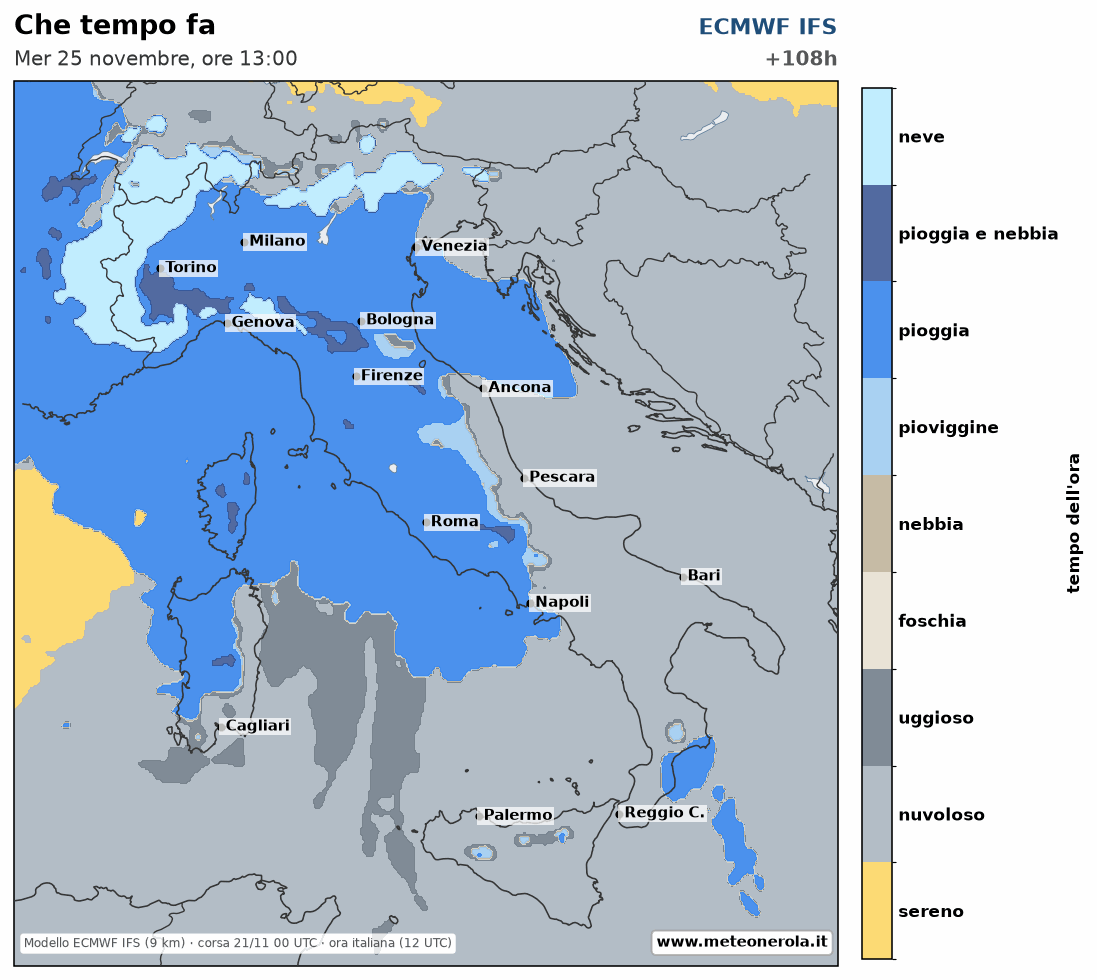 Che tempo fa
ECMWF IFS
Mer 25 novembre, ore 13:00
+108h
Milano
Venezia
Torino
Genova
Bologna
Firenze
Ancona
Pescara
Roma
Bari
Napoli
Cagliari
Palermo
Reggio C.
Modello ECMWF IFS (9 km) · corsa 21/11 00 UTC · ora italiana (12 UTC)
www.meteonerola.it
neve
pioggia e nebbia
pioggia
pioviggine
nebbia
foschia
uggioso
nuvoloso
sereno
tempo dell'ora